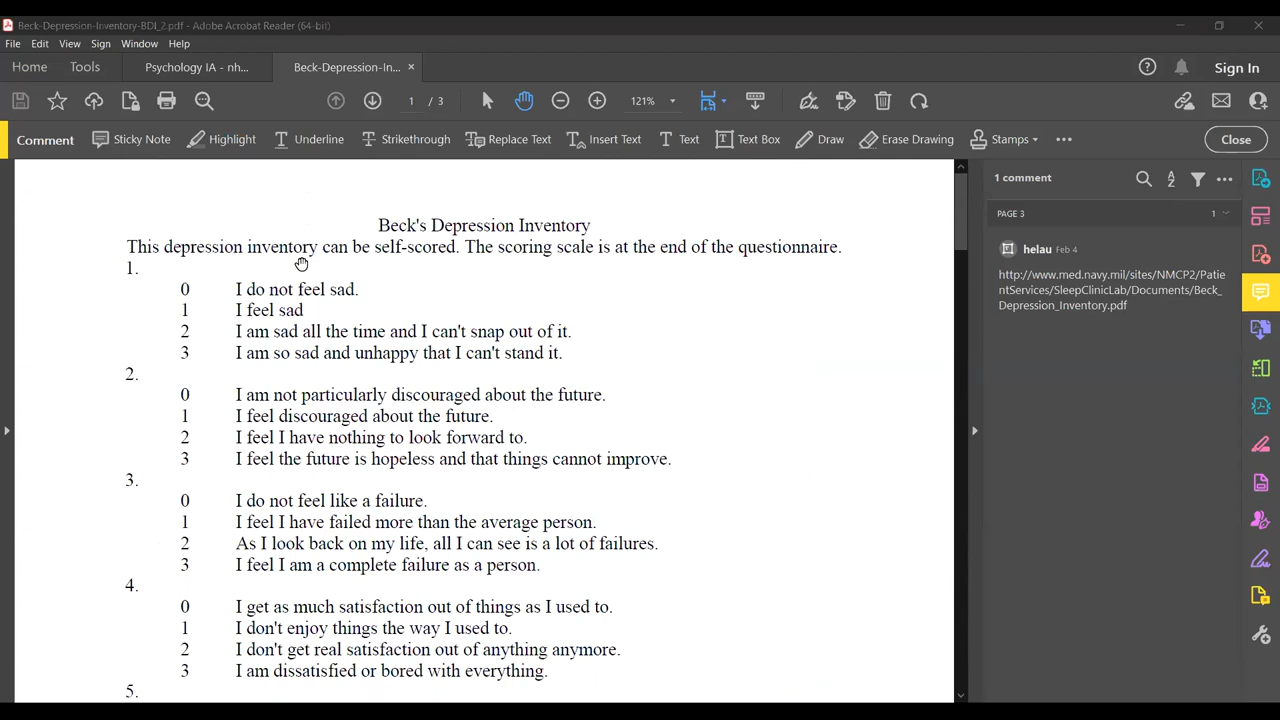 Beck-Depression-Inventory-BDI_2.pdf - Adobe Acrobat Reader (64-bit)
File Edit View Sign Window Help
Home Tools Psychology IA - nh... Beck-Depression-In... × Sign In
1 / 3 121%
Comment Sticky Note Highlight Underline Strikethrough Replace Text Insert Text Text Text Box Draw Erase Drawing Stamps Close
Beck's Depression Inventory
This depression inventory can be self-scored. The scoring scale is at the end of the questionnaire.
1.
0 I do not feel sad.
1 I feel sad
2 I am sad all the time and I can't snap out of it.
3 I am so sad and unhappy that I can't stand it.
2.
0 I am not particularly discouraged about the future.
1 I feel discouraged about the future.
2 I feel I have nothing to look forward to.
3 I feel the future is hopeless and that things cannot improve.
3.
0 I do not feel like a failure.
1 I feel I have failed more than the average person.
2 As I look back on my life, all I can see is a lot of failures.
3 I feel I am a complete failure as a person.
4.
0 I get as much satisfaction out of things as I used to.
1 I don't enjoy things the way I used to.
2 I don't get real satisfaction out of anything anymore.
3 I am dissatisfied or bored with everything.
5.
1 comment
PAGE 3 1
helau Feb 4
http://www.med.navy.mil/sites/NMCP2/Patie
ntServices/SleepClinicLab/Documents/Beck_
Depression_Inventory.pdf